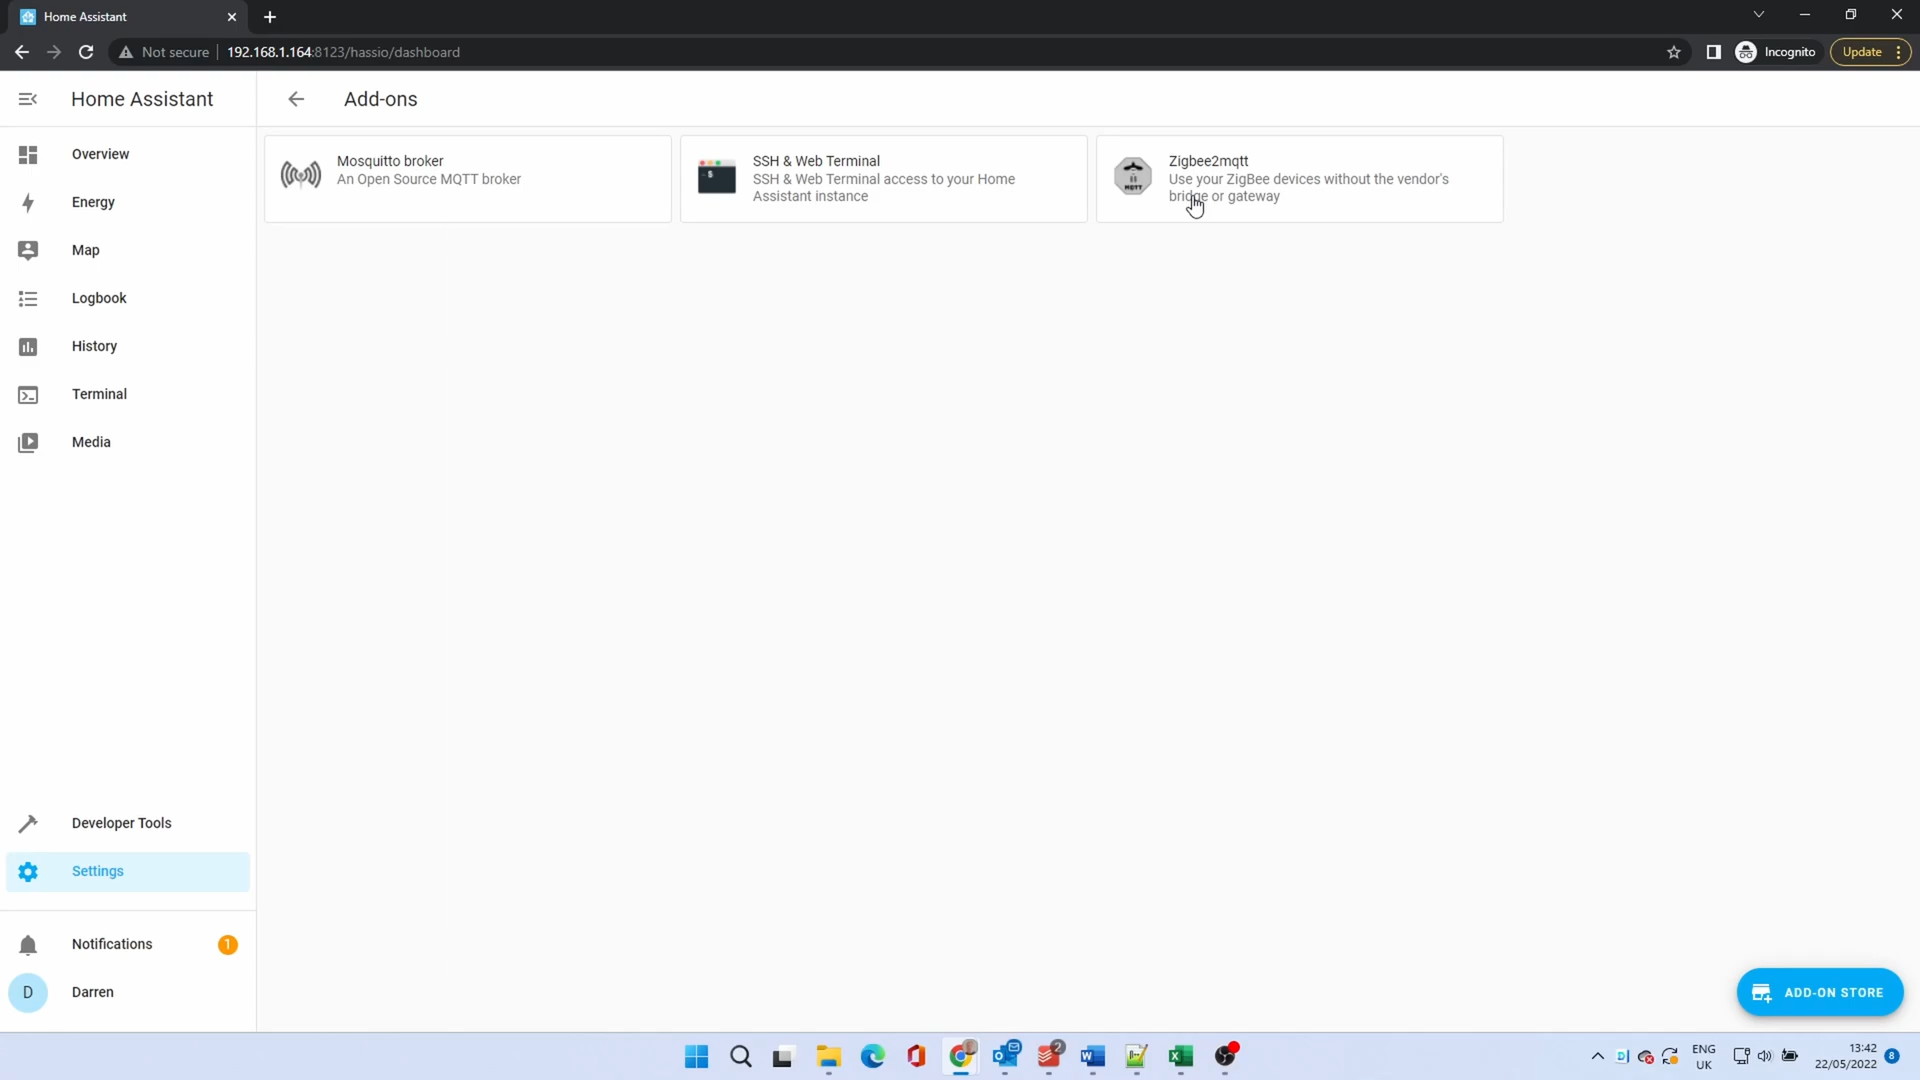 Home Assistant
Not secure
192.168.1.164:8123/hassio/dashboard
Incognito
Update
Home Assistant
Add-ons
Overview
Energy
Map
Logbook
History
Terminal
Media
Mosquitto broker
An Open Source MQTT broker
SSH & Web Terminal
SSH & Web Terminal access to your Home
Assistant instance
MQTT
Zigbee2mqtt
Use your ZigBee devices without the vendor's
bridge or gateway
Developer Tools
Settings
Notifications
1
D
Darren
ADD-ON STORE
2
ENG
UK
13:42
22/05/2022
8